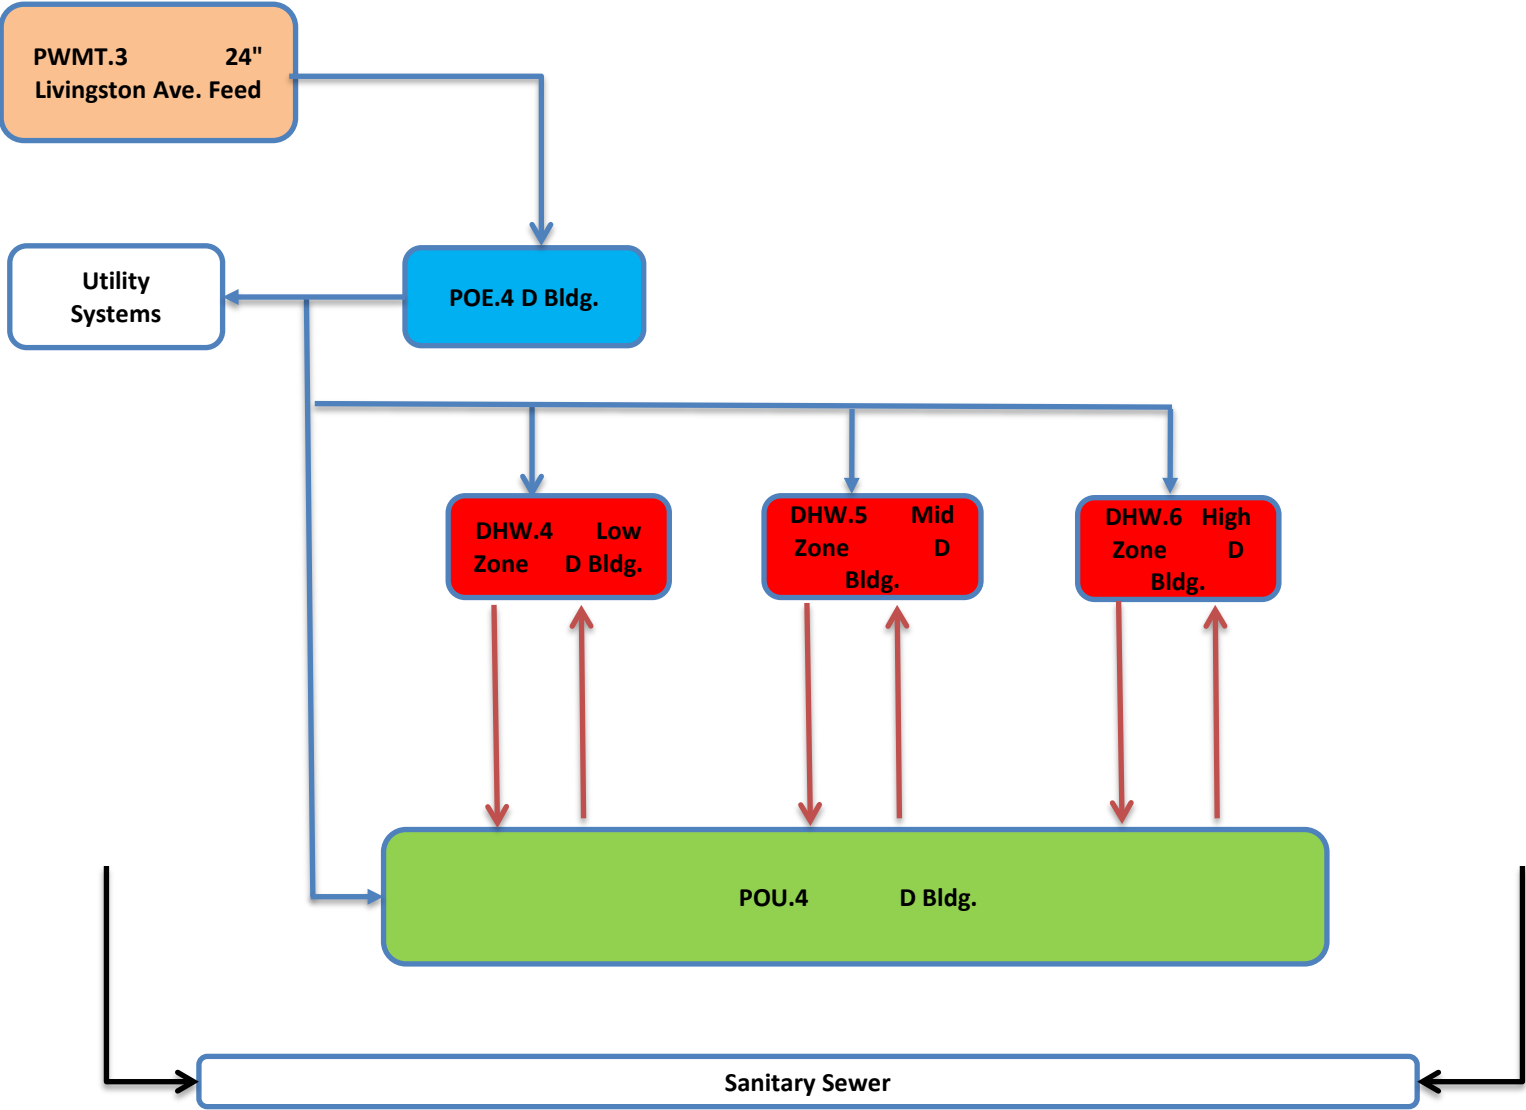 PWMT.3 24"
Livingston Ave. Feed
Utility
Systems
POE.4 D Bldg.
DHW.4 Low
Zone D Bldg.
DHW.5 Mid
Zone D
Bldg.
DHW.6 High
Zone D
Bldg.
POU.4 D Bldg.
Sanitary Sewer